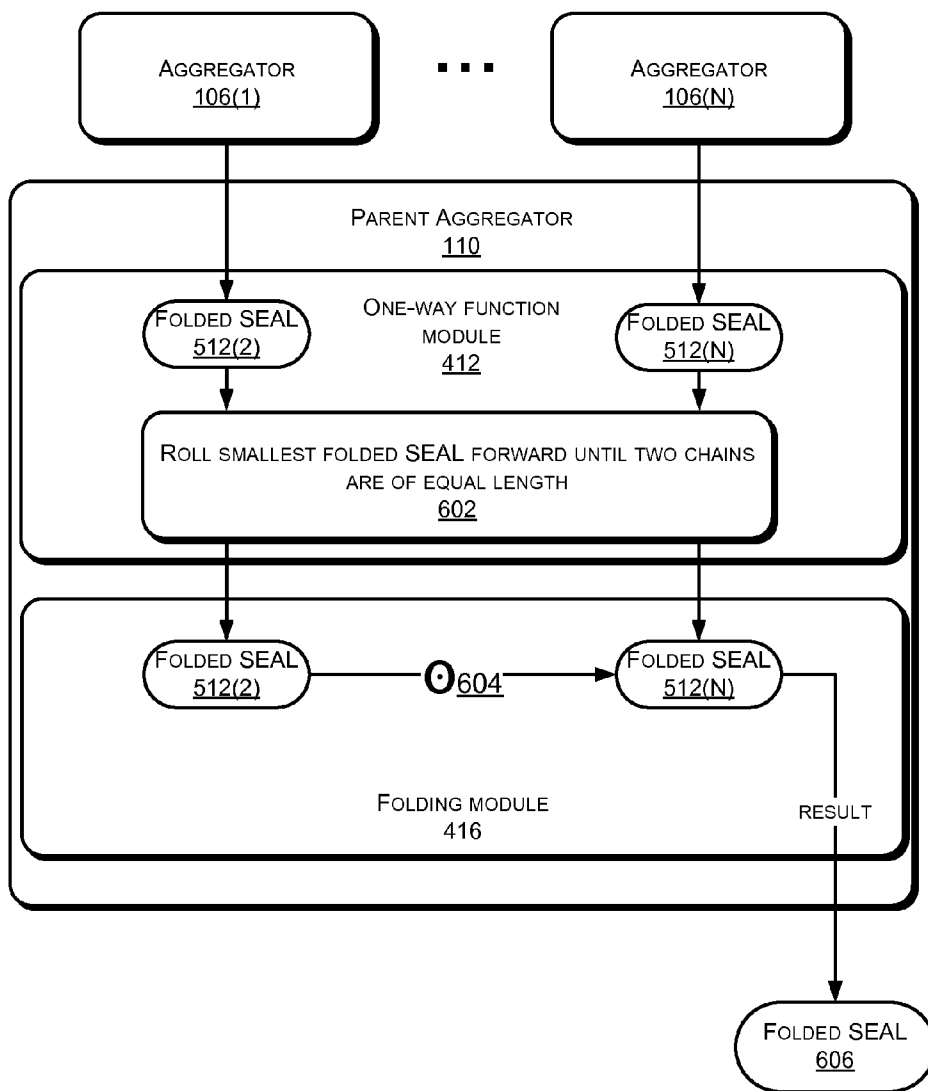 AGGREGATOR
106(1)
...
AGGREGATOR
106(N)
PARENT AGGREGATOR
110
FOLDED SEAL
512(2)
ONE-WAY FUNCTION
MODULE
412
FOLDED SEAL
512(N)
ROLL SMALLEST FOLDED SEAL FORWARD UNTIL TWO CHAINS
ARE OF EQUAL LENGTH
602
FOLDED SEAL
512(2)
604
FOLDED SEAL
512(N)
FOLDING MODULE
416
RESULT
FOLDED SEAL
606